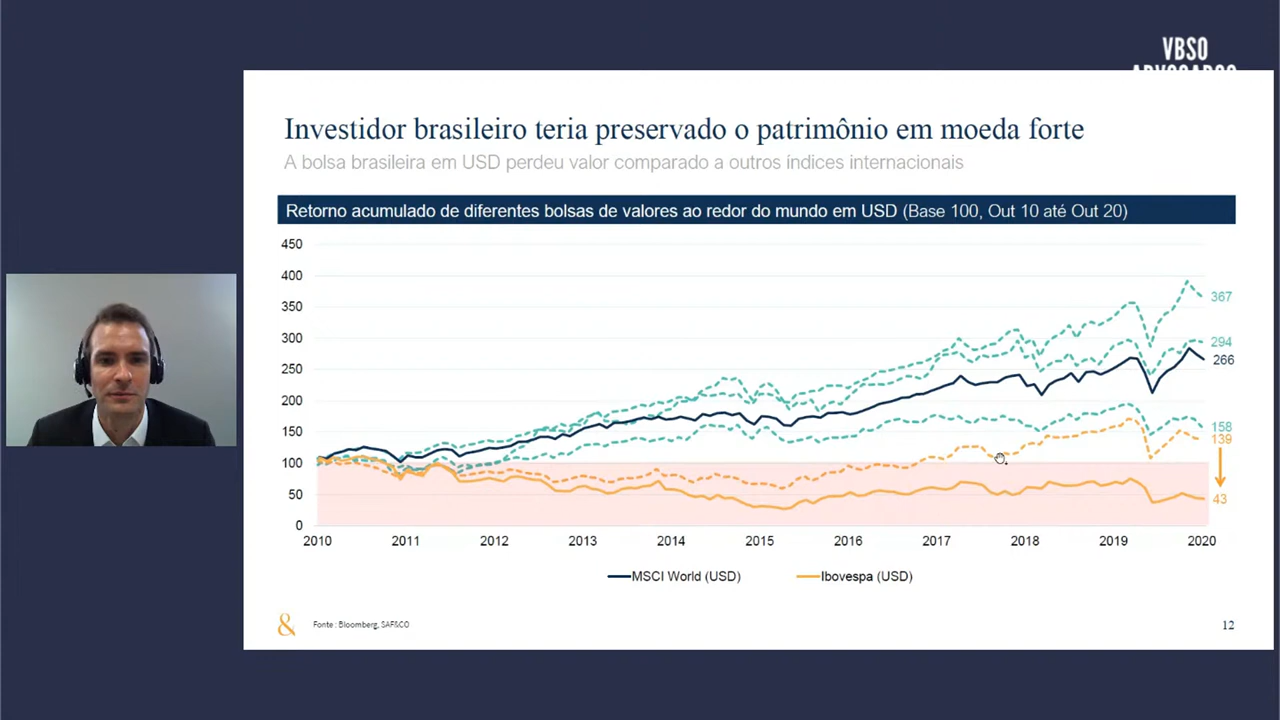 VBSO
ADVOGADOS
Investidor brasileiro teria preservado o patrimônio em moeda forte
A bolsa brasileira em USD perdeu valor comparado a outros índices internacionais
Retorno acumulado de diferentes bolsas de valores ao redor do mundo em USD (Base 100, Out 10 até Out 20)
450
400
350
300
250
200
150
100
50
0
367
294
266
158
139
43
2010 2011 2012 2013 2014 2015 2016 2017 2018 2019 2020
MSCI World (USD) Ibovespa (USD)
& Fonte: Bloomberg, SAF&CO 12